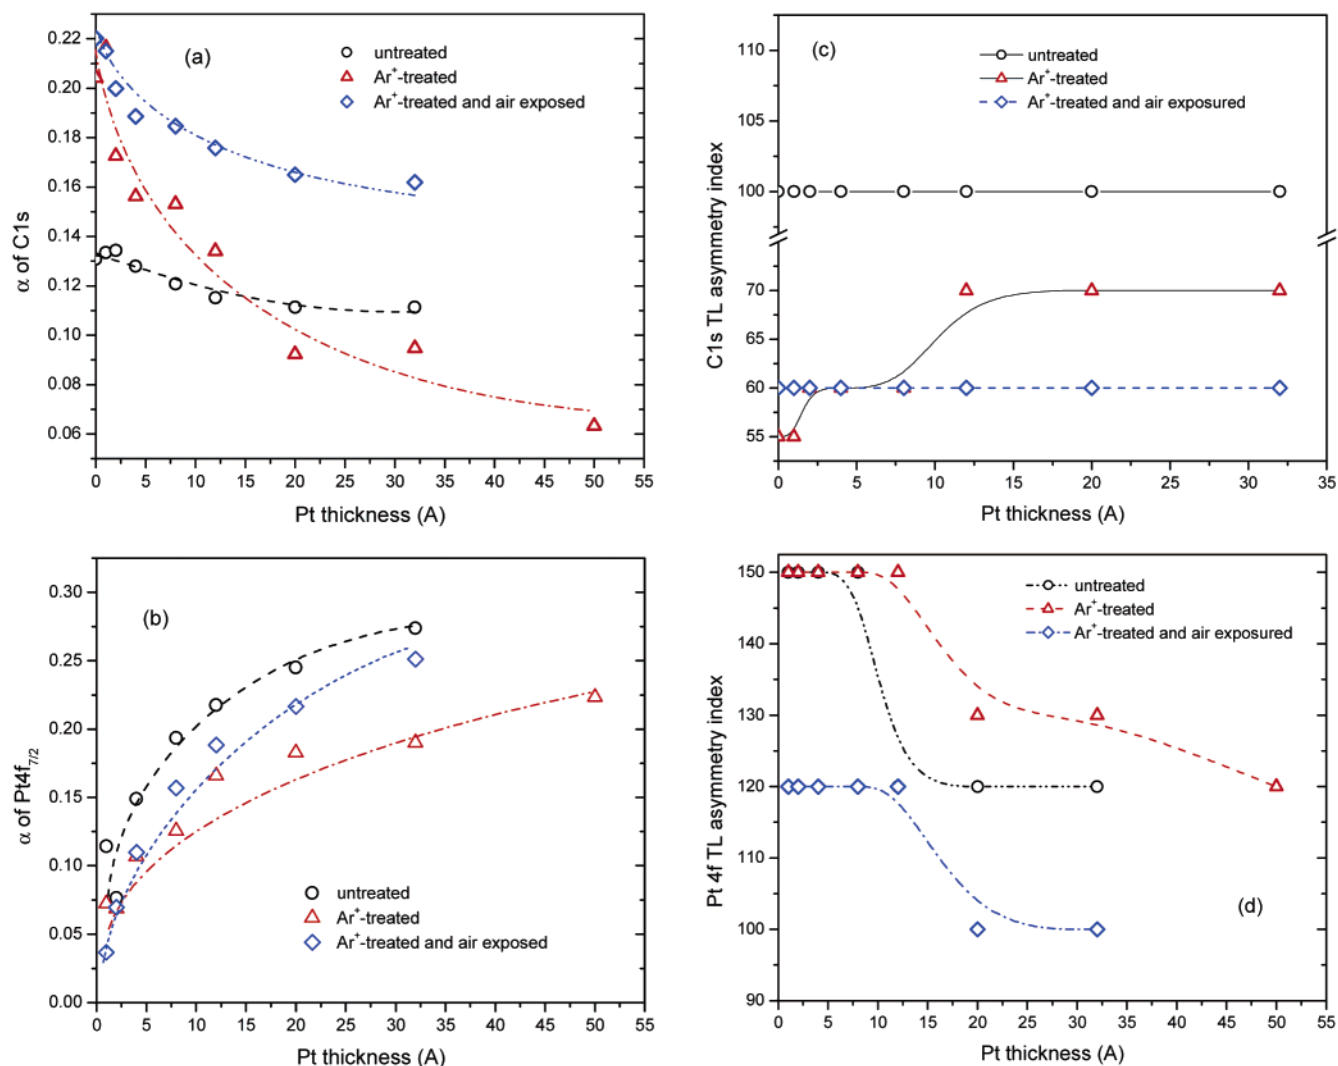 (a)
untreated
Ar⁺-treated
Ar⁺-treated and air exposed
α of C1s
0.22
0.20
0.18
0.16
0.14
0.12
0.10
0.08
0.06
0 5 10 15 20 25 30 35 40 45 50 55
Pt thickness (A)
(c)
untreated
Ar⁺-treated
Ar⁺-treated and air exposured
C1s TL asymmetry index
110
105
100
70
65
60
55
0 5 10 15 20 25 30 35
Pt thickness (A)
(b)
untreated
Ar⁺-treated
Ar⁺-treated and air exposed
α of Pt4f7/2
0.30
0.25
0.20
0.15
0.10
0.05
0.00
0 5 10 15 20 25 30 35 40 45 50 55
Pt thickness (A)
untreated
Ar⁺-treated
Ar⁺-treated and air exposured
(d)
Pt 4f TL asymmetry index
150
140
130
120
110
100
90
0 5 10 15 20 25 30 35 40 45 50 55
Pt thickness (A)